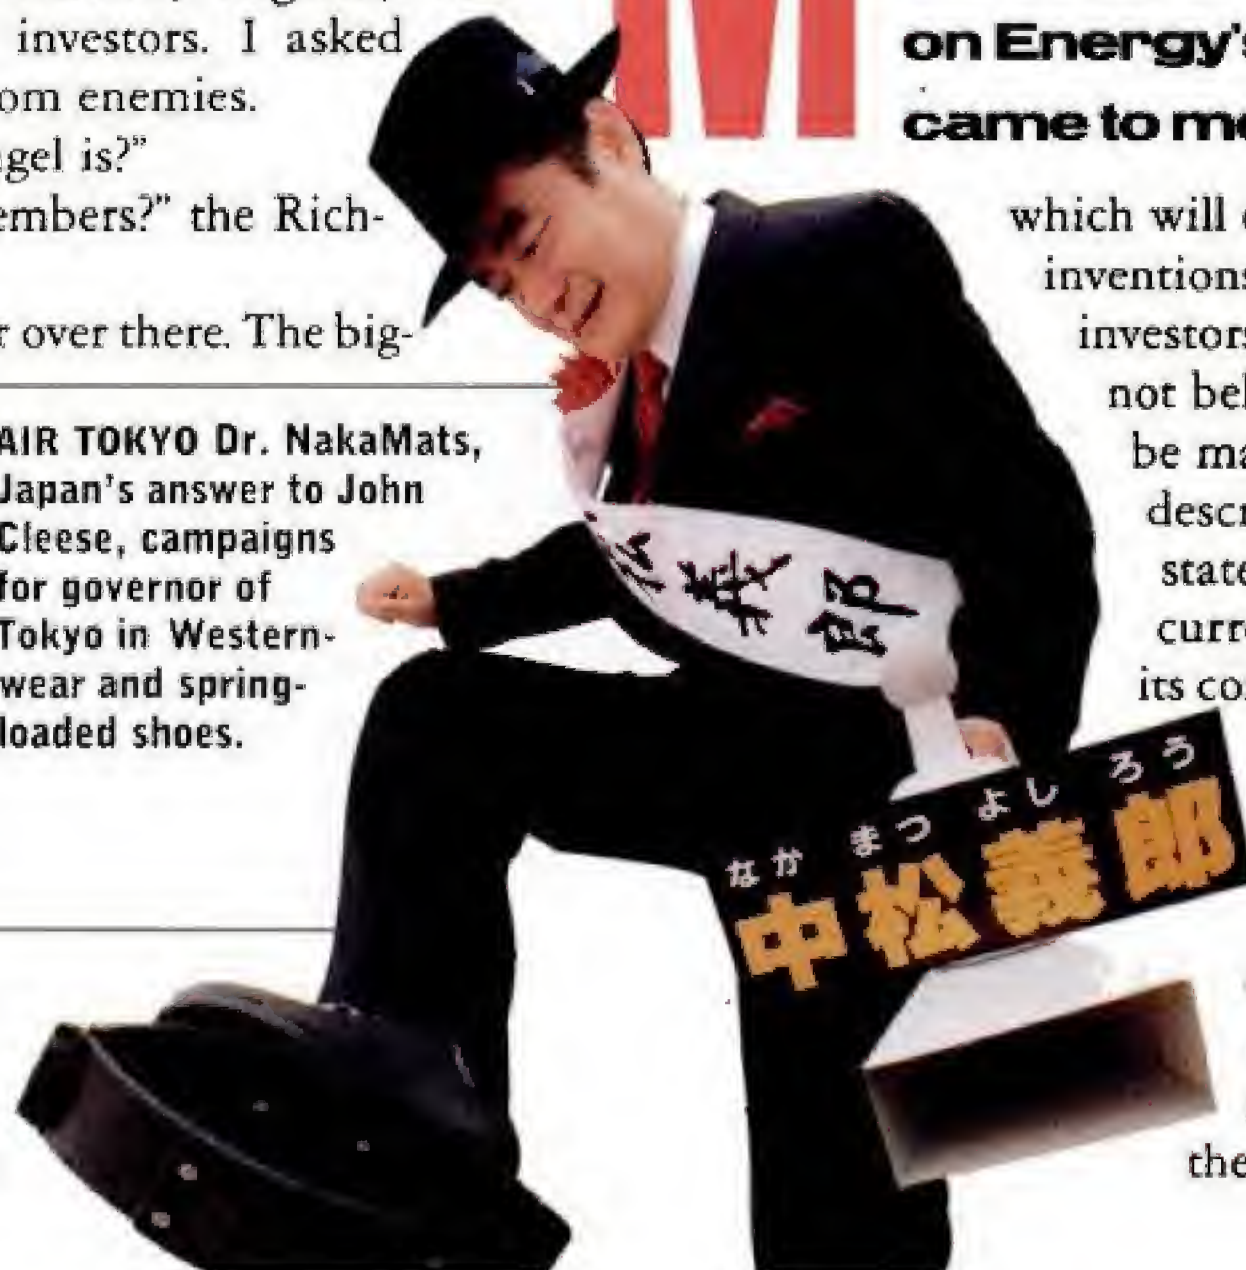 investors. I asked
om enemies.
gel is?”
embers?” the Rich-
r over there. The big-
AIR TOKYO Dr. NakaMats,
Japan's answer to John
Cleese, campaigns
for governor of
Tokyo in Western-
wear and spring-
loaded shoes.
M
on Energy's
came to me
which will
inventions
investors
not bel
be ma
descr
state
curr
its co
the
義郎
なか まつ よし ろう
中松義郎